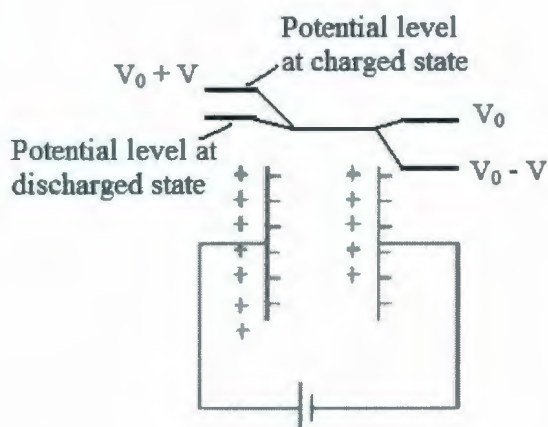 Potential level
at charged state
V₀ + V
V₀
Potential level at
discharged state
V₀ - V
+ +
+ +
+ +
+ +
+ +
+
+